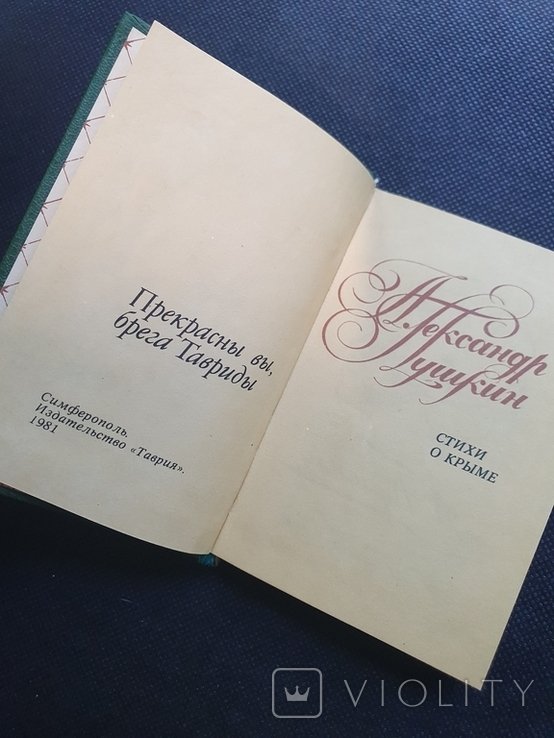 Прекрасны вы,
брега Тавриды
Симферополь.
Издательство «Таврия».
1981
Александр
Пушкин
СТИХИ
О КРЫМЕ
VIOLITY